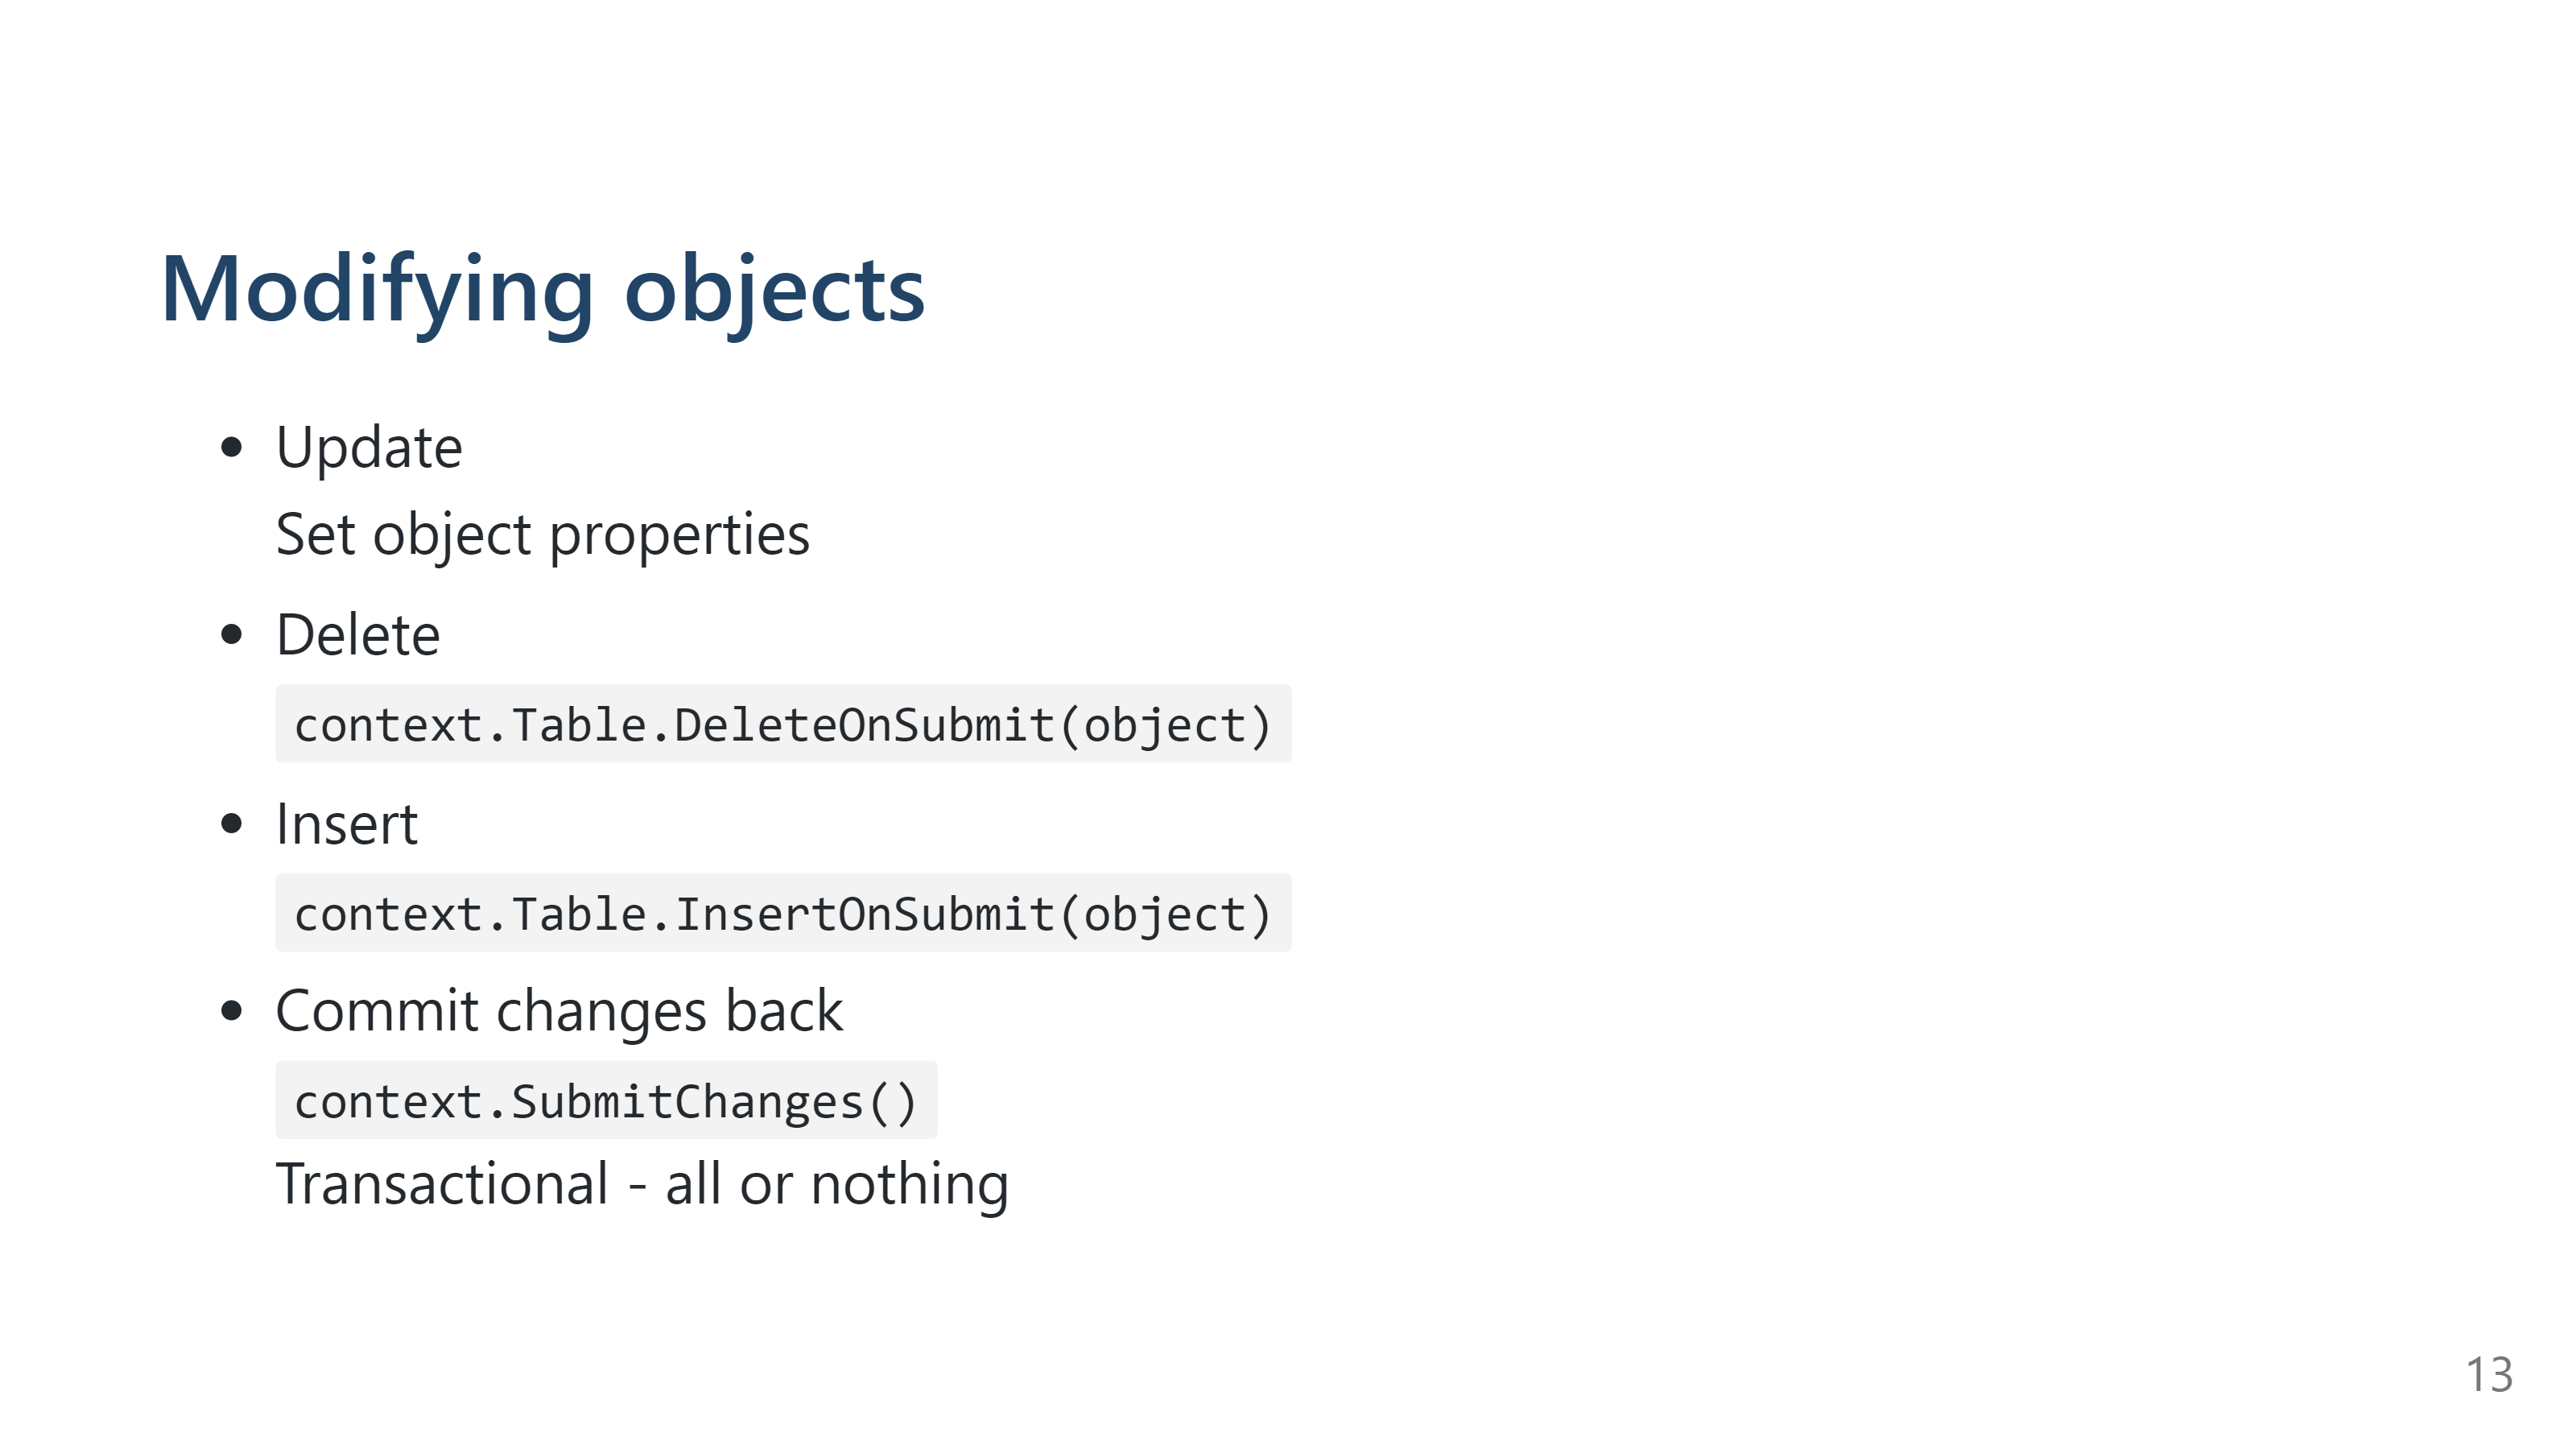 Modifying objects
• Update
Set object properties
• Delete
context.Table.DeleteOnSubmit(object)
• Insert
context.Table.InsertOnSubmit(object)
• Commit changes back
context.SubmitChanges()
Transactional - all or nothing
13